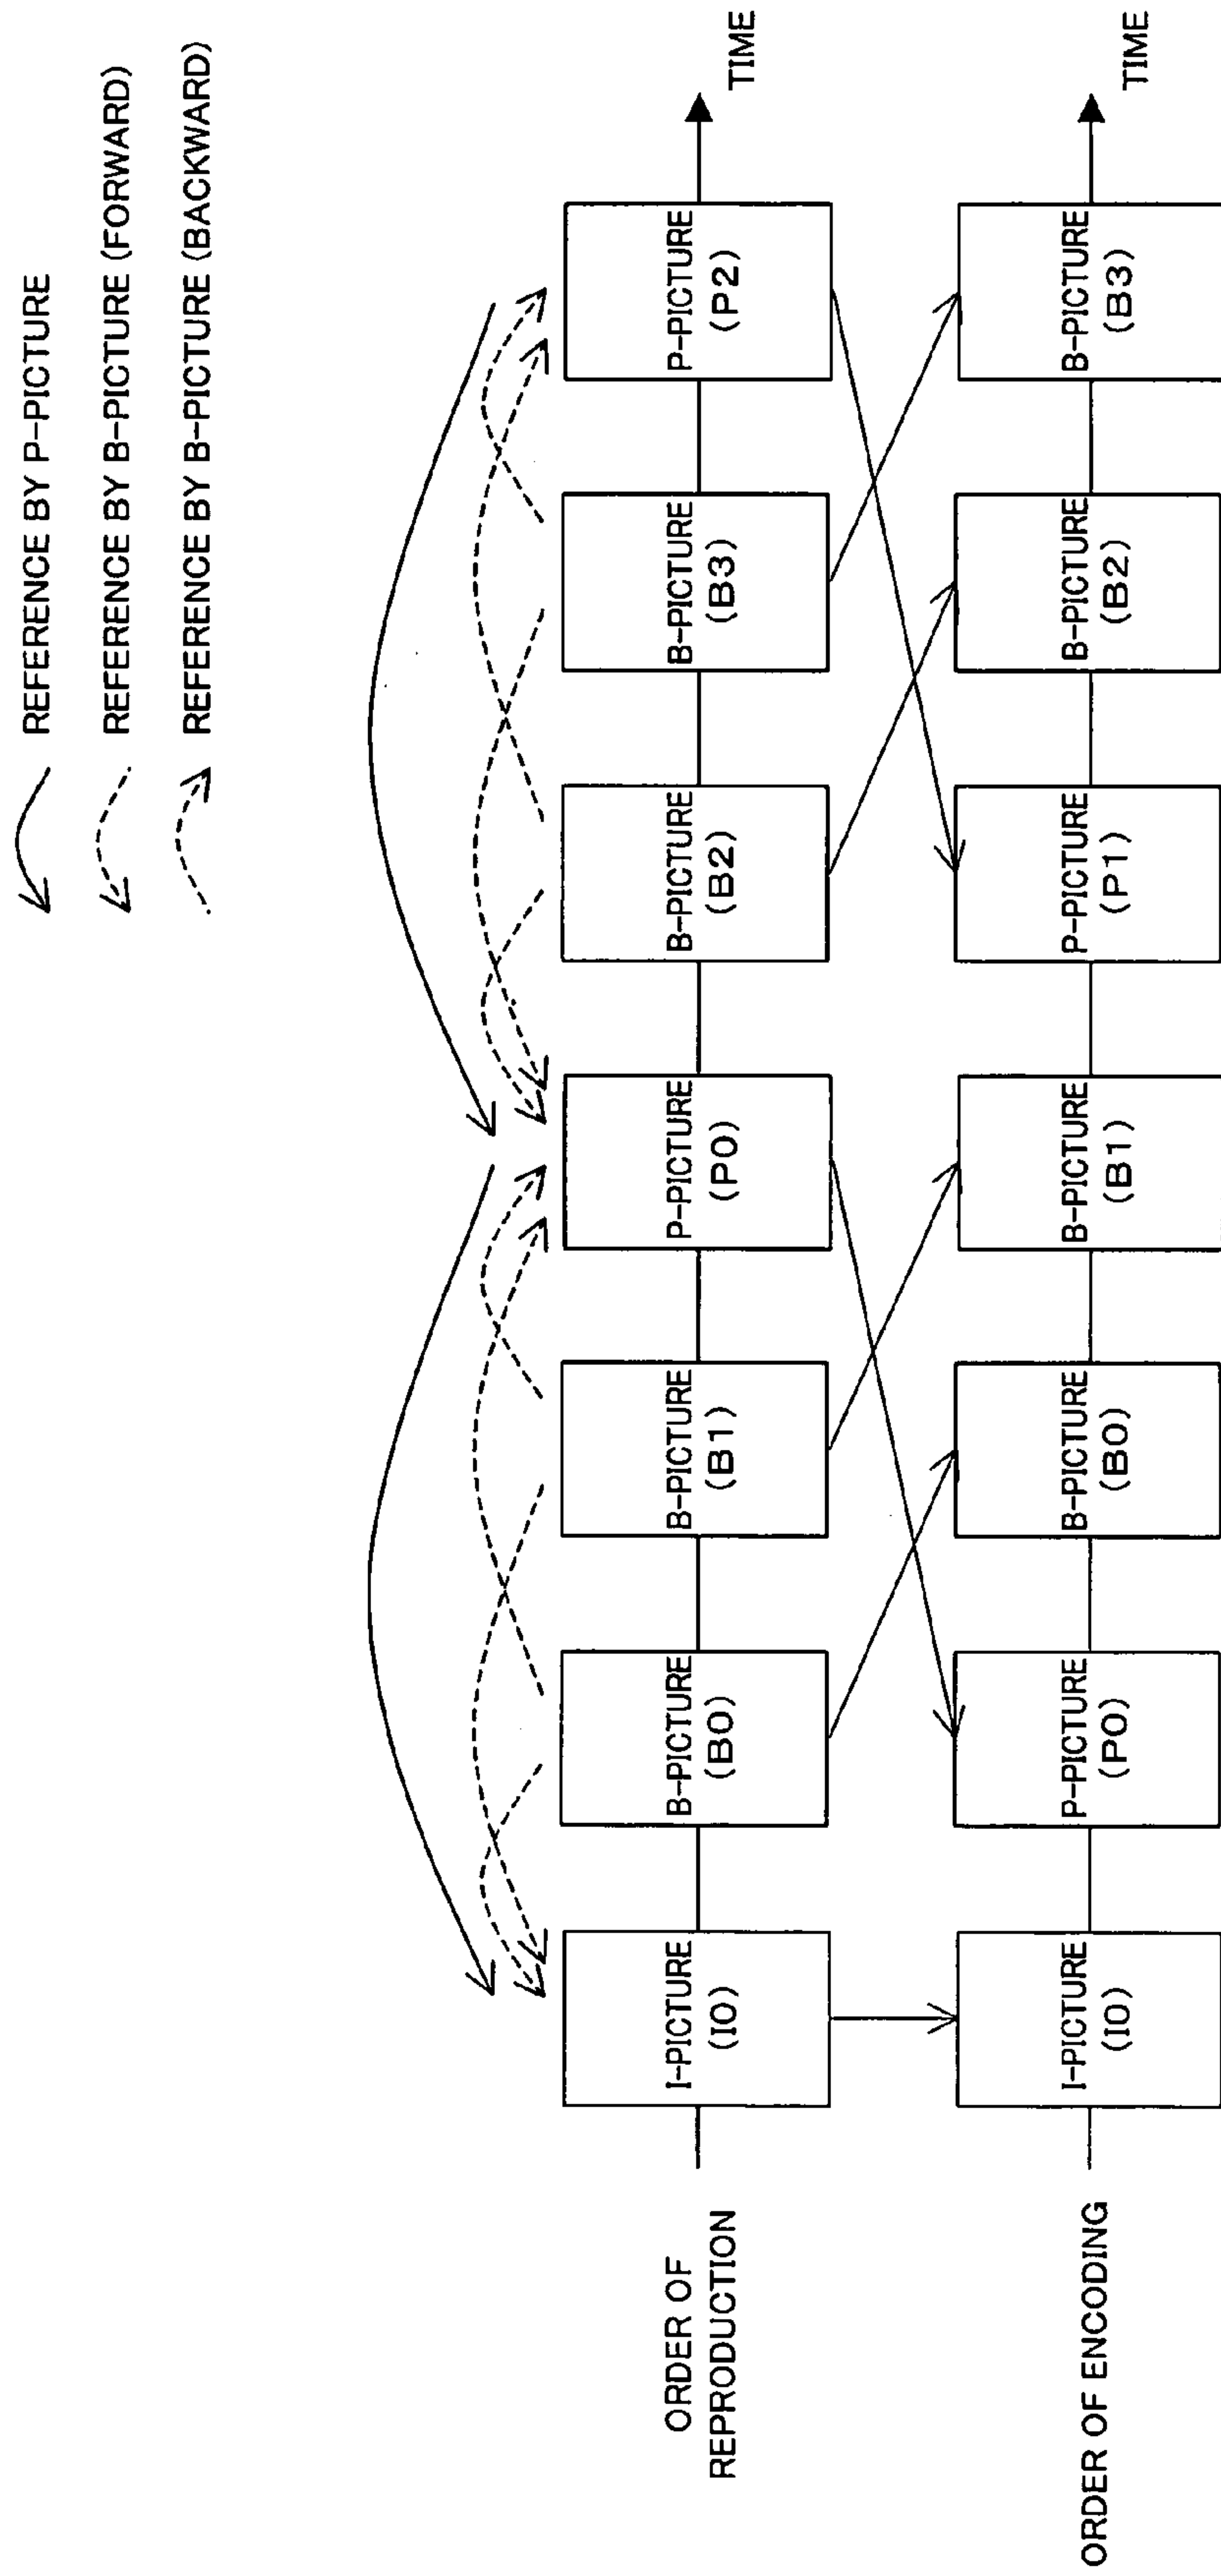 REFERENCE BY P-PICTURE
REFERENCE BY B-PICTURE (FORWARD)
REFERENCE BY B-PICTURE (BACKWARD)
ORDER OF
REPRODUCTION
I-PICTURE
(I0)
B-PICTURE
(B0)
B-PICTURE
(B1)
P-PICTURE
(P0)
B-PICTURE
(B2)
B-PICTURE
(B3)
P-PICTURE
(P2)
TIME
ORDER OF ENCODING
I-PICTURE
(I0)
P-PICTURE
(P0)
B-PICTURE
(B0)
B-PICTURE
(B1)
P-PICTURE
(P1)
B-PICTURE
(B2)
B-PICTURE
(B3)
TIME